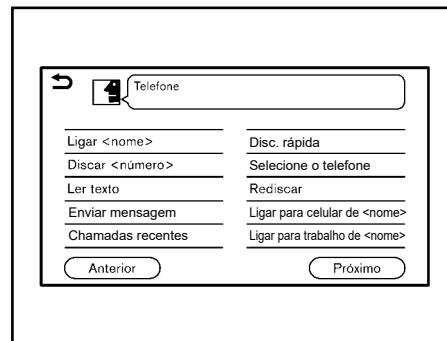 Telefone
Ligar <nome>
Discar <número>
Ler texto
Enviar mensagem
Chamadas recentes
Disc. rápida
Selecione o telefone
Rediscar
Ligar para celular de <nome>
Ligar para trabalho de <nome>
Anterior
Próximo